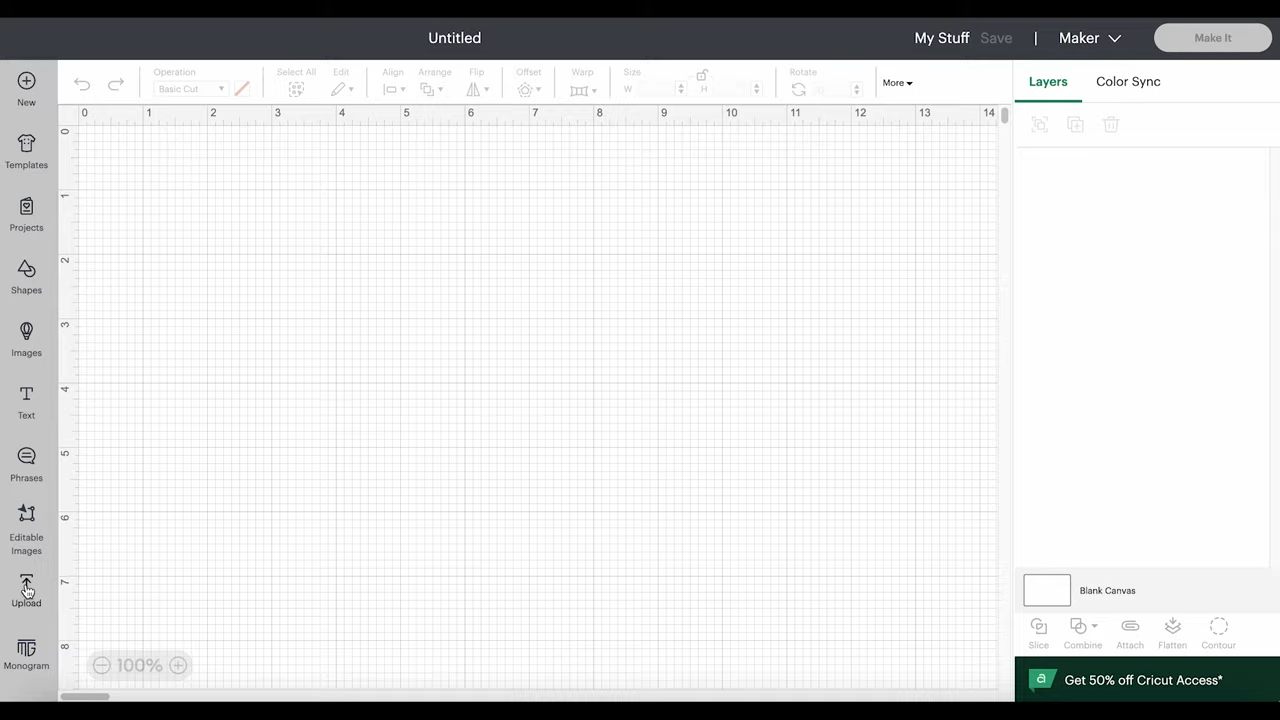 Untitled
My Stuff Save | Maker Make It
New
Templates
Projects
Shapes
Images
Text
Phrases
Editable
Images
Upload
Monogram
Operation
Basic Cut
Select All
Edit
Align
Arrange
Flip
Offset
Warp
Size
W
H
Rotate
0
More
0 1 2 3 4 5 6 7 8 9 10 11 12 13 14
0
1
2
3
4
5
6
7
8
100%
Layers Color Sync
Blank Canvas
Slice Combine Attach Flatten Contour
a Get 50% off Cricut Access*